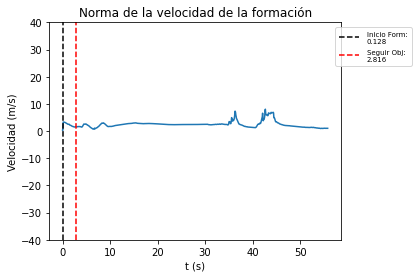 Norma de la velocidad de la formación
Inicio Form:
0.128
Seguir Obj:
2.816
Velocidad (m/s)
40
30
20
10
0
−10
−20
−30
−40
0 10 20 30 40 50
t (s)